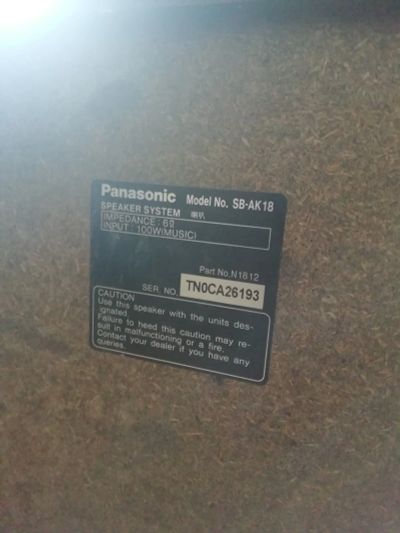 Panasonic Model No. SB-AK18
SPEAKER SYSTEM 喇叭
IMPEDANCE : 6Ω
INPUT : 100W(MUSIC)
Part No.N1812
SER. NO. TN0CA26193
CAUTION
Use this speaker with the units des-
ignated.
Failure to heed this caution may re-
sult in malfunctioning or a fire.
Contact your dealer if you have any
queries.